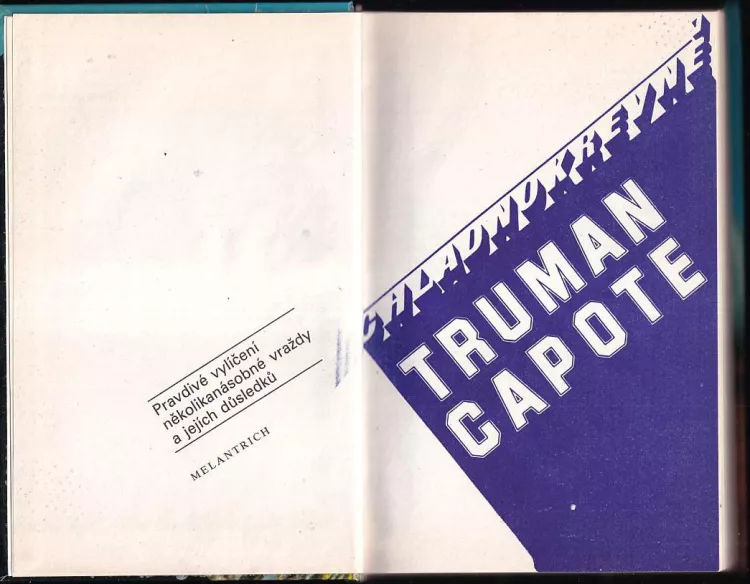 Pravdivé vylíčení
několikanásobné vraždy
a jejich důsledků
MELANTRICH
CHLADNOKREVNĚ
TRUMAN
CAPOTE